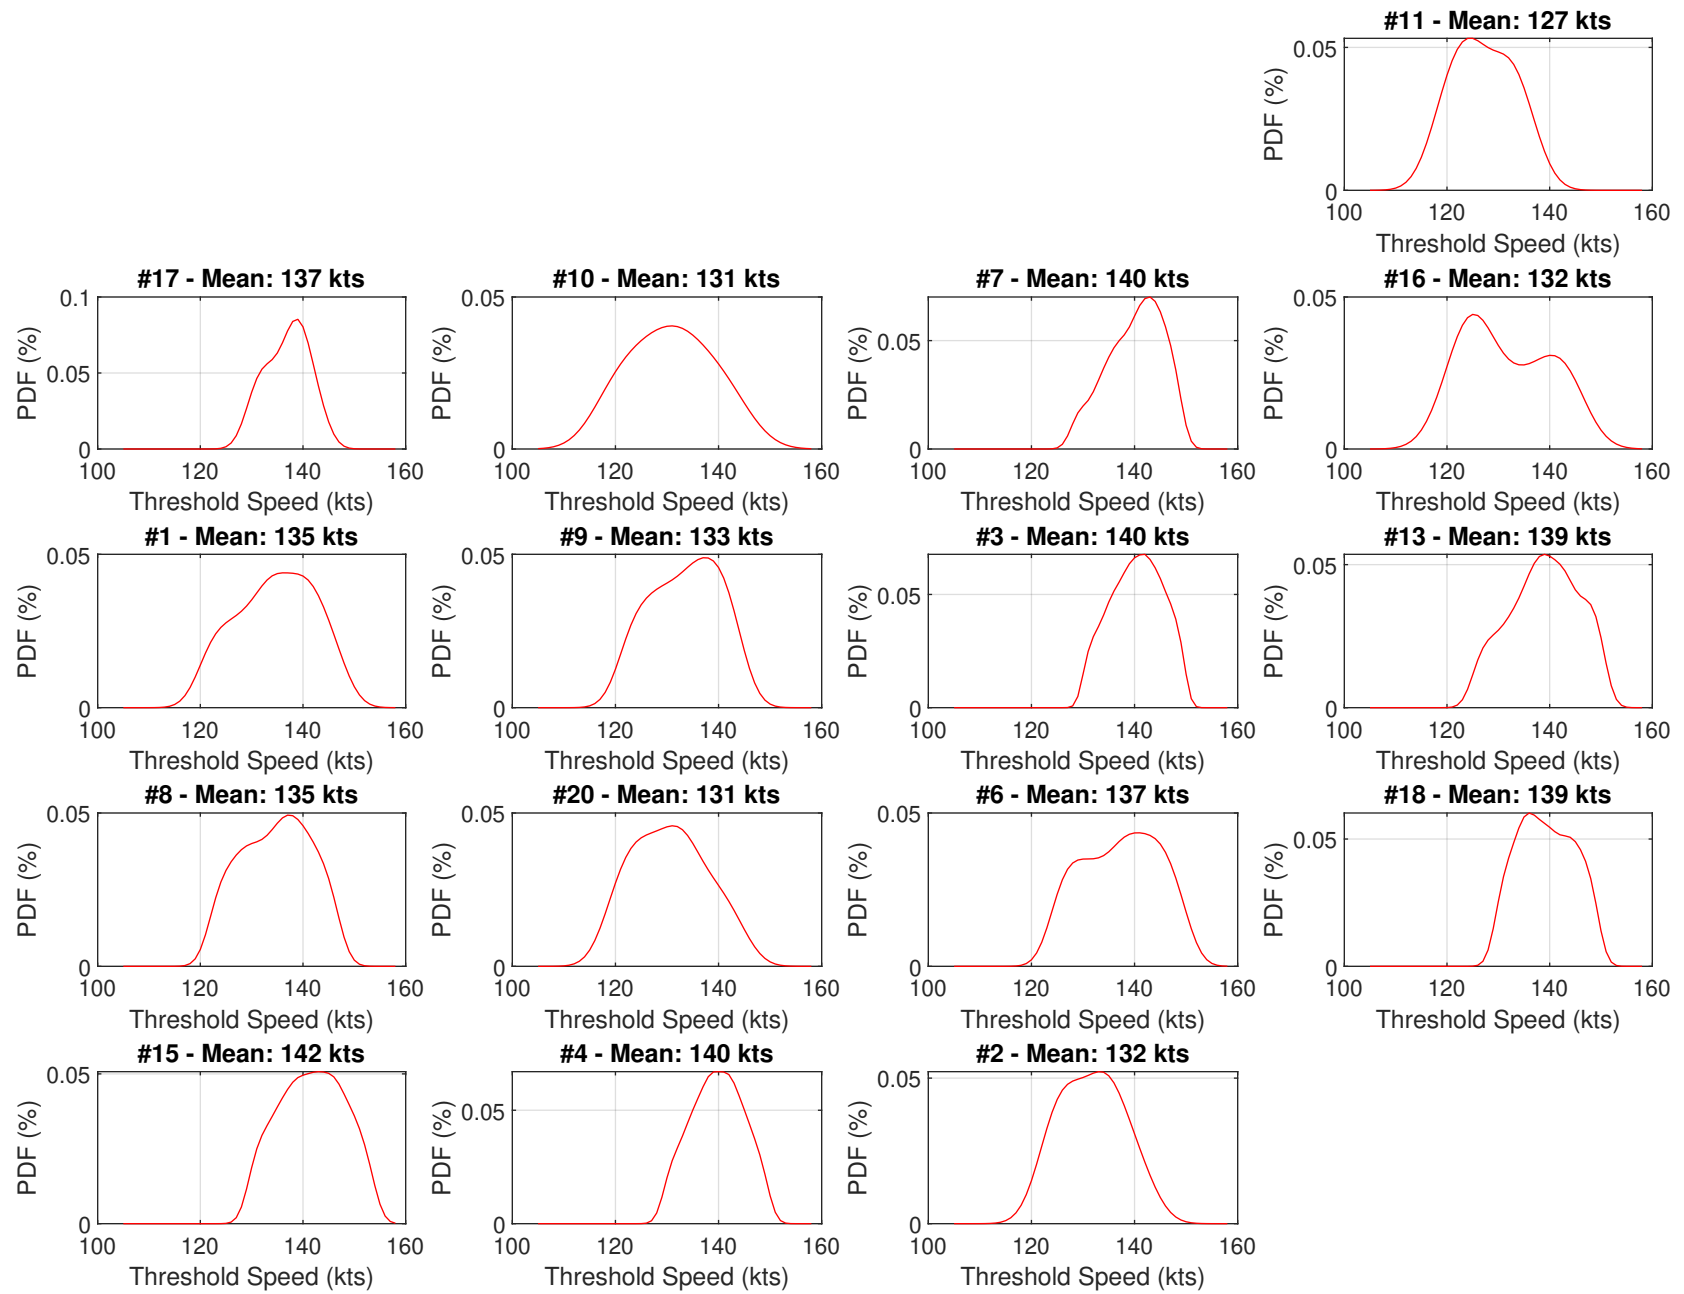 #11 - Mean: 127 kts
PDF (%)
0.05
0
100 120 140 160
Threshold Speed (kts)
#17 - Mean: 137 kts
PDF (%)
0.1
0.05
0
100 120 140 160
Threshold Speed (kts)
#10 - Mean: 131 kts
PDF (%)
0.05
0
100 120 140 160
Threshold Speed (kts)
#7 - Mean: 140 kts
PDF (%)
0.05
0
100 120 140 160
Threshold Speed (kts)
#16 - Mean: 132 kts
PDF (%)
0.05
0
100 120 140 160
Threshold Speed (kts)
#1 - Mean: 135 kts
PDF (%)
0.05
0
100 120 140 160
Threshold Speed (kts)
#9 - Mean: 133 kts
PDF (%)
0.05
0
100 120 140 160
Threshold Speed (kts)
#3 - Mean: 140 kts
PDF (%)
0.05
0
100 120 140 160
Threshold Speed (kts)
#13 - Mean: 139 kts
PDF (%)
0.05
0
100 120 140 160
Threshold Speed (kts)
#8 - Mean: 135 kts
PDF (%)
0.05
0
100 120 140 160
Threshold Speed (kts)
#20 - Mean: 131 kts
PDF (%)
0.05
0
100 120 140 160
Threshold Speed (kts)
#6 - Mean: 137 kts
PDF (%)
0.05
0
100 120 140 160
Threshold Speed (kts)
#18 - Mean: 139 kts
PDF (%)
0.05
0
100 120 140 160
Threshold Speed (kts)
#15 - Mean: 142 kts
PDF (%)
0.05
0
100 120 140 160
Threshold Speed (kts)
#4 - Mean: 140 kts
PDF (%)
0.05
0
100 120 140 160
Threshold Speed (kts)
#2 - Mean: 132 kts
PDF (%)
0.05
0
100 120 140 160
Threshold Speed (kts)